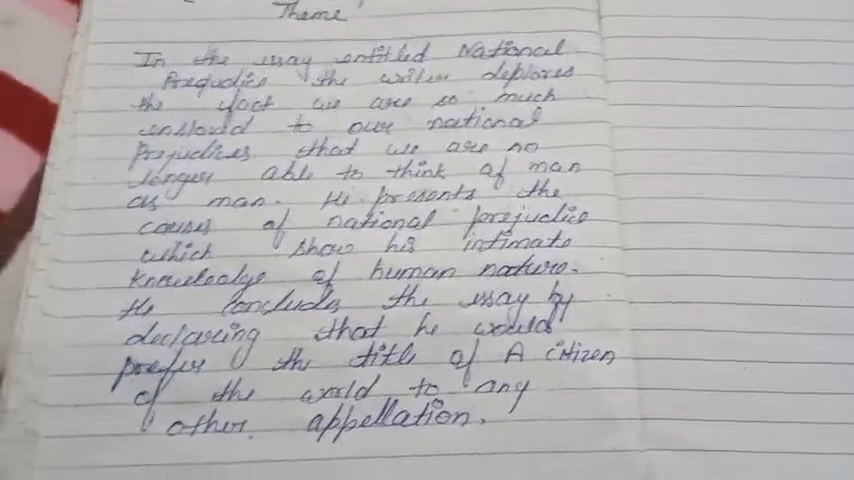 Theme
In the essay entitled National
Prejudice the writer deplores
the fact we are so much
enslaved to our national
Prejudices that we are no
longer able to think of man
as man. He presents the
causes of national prejudice
which show his intimate
knowledge of human nature.
He concludes the essay by
declaring that he would
prefer the title of A citizen
of the world to any
other appellation.